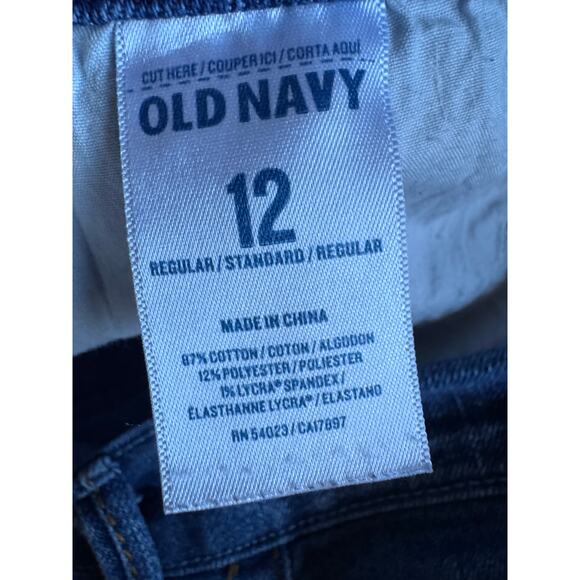 CUT HERE / COUPER ICI / CORTA AQUÍ
OLD NAVY
12
REGULAR / STANDARD / REGULAR
MADE IN CHINA
87% COTTON / COTON / ALGODON
12% POLYESTER / POLIESTER
1% LYCRA® SPANDEX /
ÉLASTHANNE LYCRA® / ELASTANO
RN 54023 / CA17897